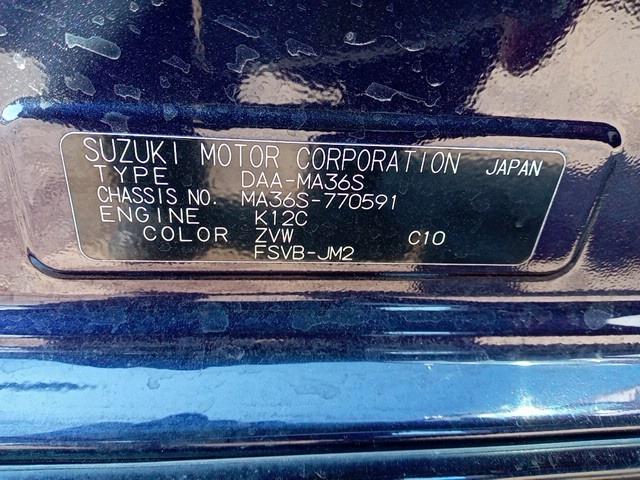 SUZUKI MOTOR CORPORATION JAPAN
TYPE DAA-MA36S
CHASSIS NO. MA36S-770591
ENGINE K12C
COLOR ZVW C10
FSVB-JM2